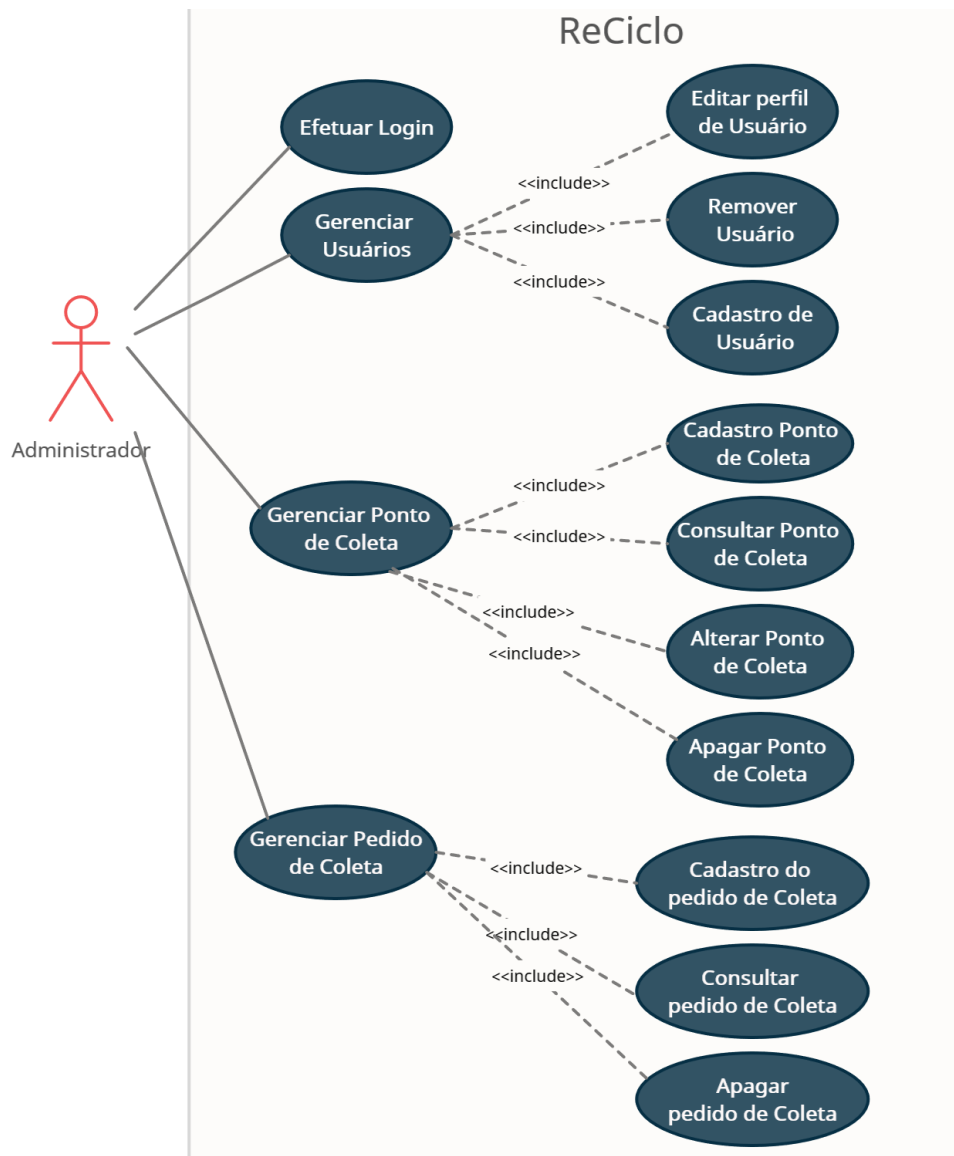 ReCiclo
Efetuar Login
Gerenciar
Usuários
<<include>>
Editar perfil
de Usuário
<<include>>
Remover
Usuário
<<include>>
Cadastro de
Usuário
Administrador
Gerenciar Ponto
de Coleta
<<include>>
Cadastro Ponto
de Coleta
<<include>>
Consultar Ponto
de Coleta
<<include>>
Alterar Ponto
de Coleta
<<include>>
Apagar Ponto
de Coleta
Gerenciar Pedido
de Coleta
<<include>>
Cadastro do
pedido de Coleta
<<include>>
Consultar
pedido de Coleta
<<include>>
Apagar
pedido de Coleta